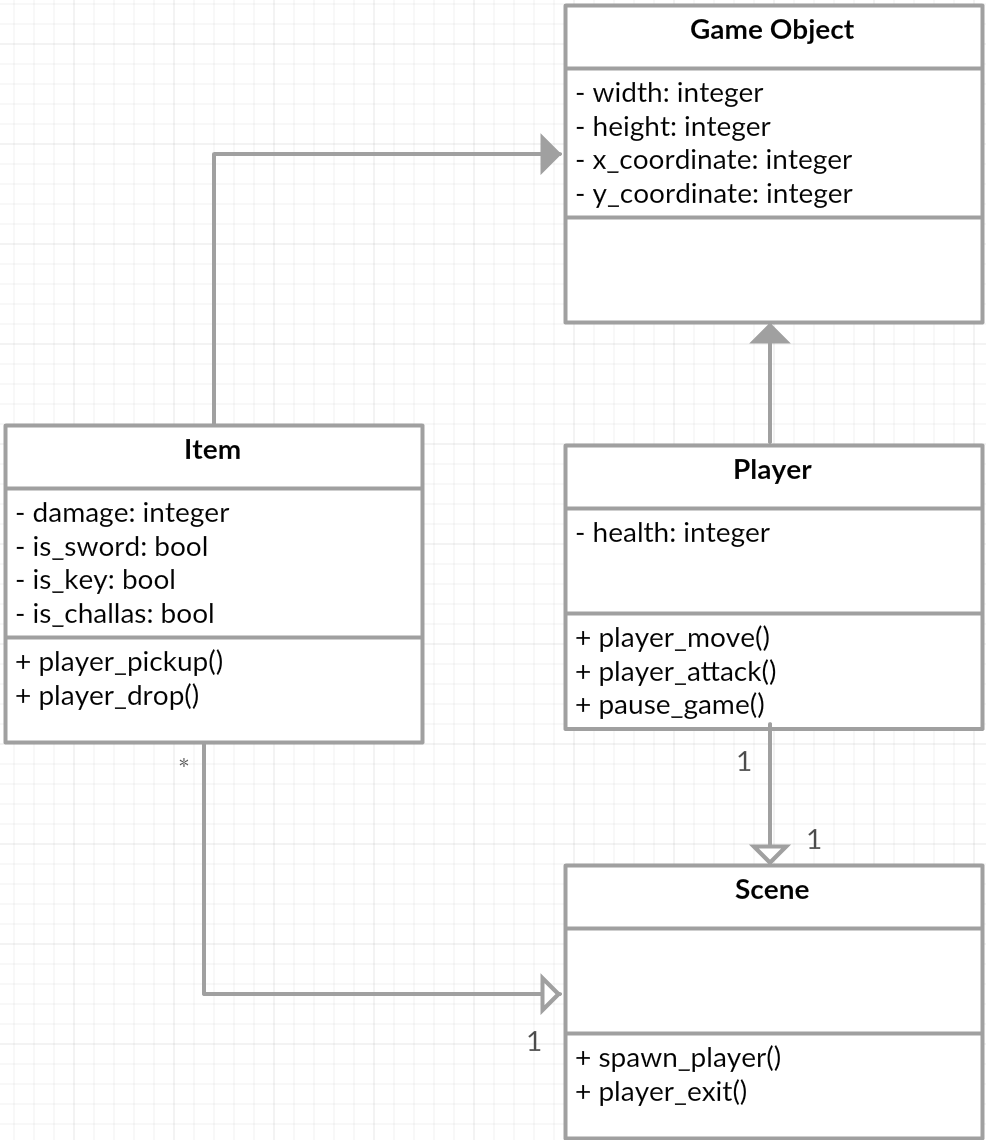 Game Object
- width: integer
- height: integer
- x_coordinate: integer
- y_coordinate: integer
Item
- damage: integer
- is_sword: bool
- is_key: bool
- is_challas: bool
+ player_pickup()
+ player_drop()
Player
- health: integer
+ player_move()
+ player_attack()
+ pause_game()
*
1
1
Scene
1
+ spawn_player()
+ player_exit()